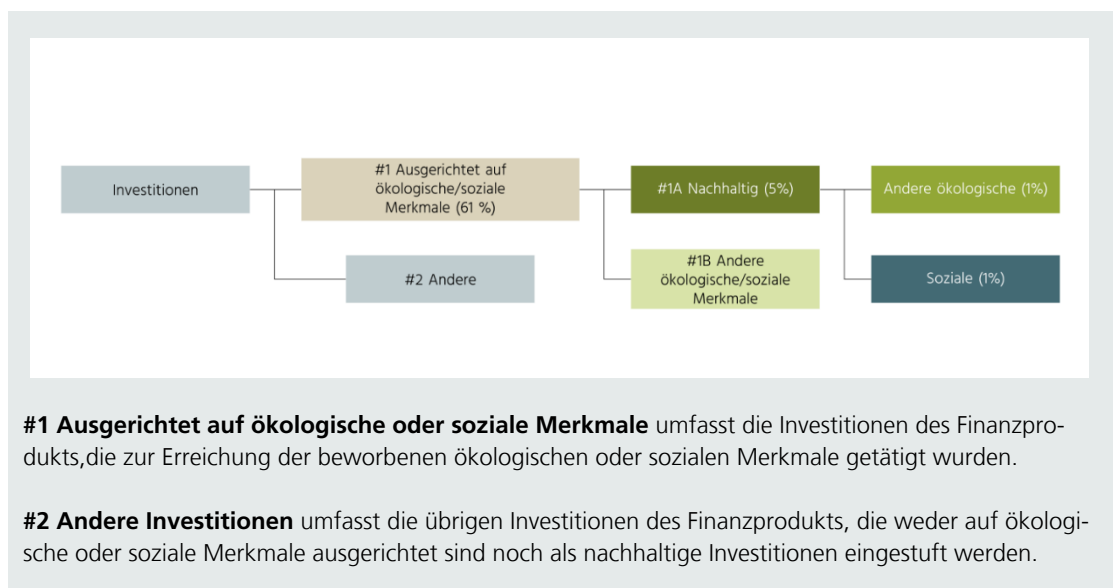 Investitionen
#1 Ausgerichtet auf
ökologische/soziale
Merkmale (61 %)
#1A Nachhaltig (5%)
Andere ökologische (1%)
#2 Andere
#1B Andere
ökologische/soziale
Merkmale
Soziale (1%)
#1 Ausgerichtet auf ökologische oder soziale Merkmale umfasst die Investitionen des Finanzpro-
dukts,die zur Erreichung der beworbenen ökologischen oder sozialen Merkmale getätigt wurden.
#2 Andere Investitionen umfasst die übrigen Investitionen des Finanzprodukts, die weder auf ökologi-
sche oder soziale Merkmale ausgerichtet sind noch als nachhaltige Investitionen eingestuft werden.